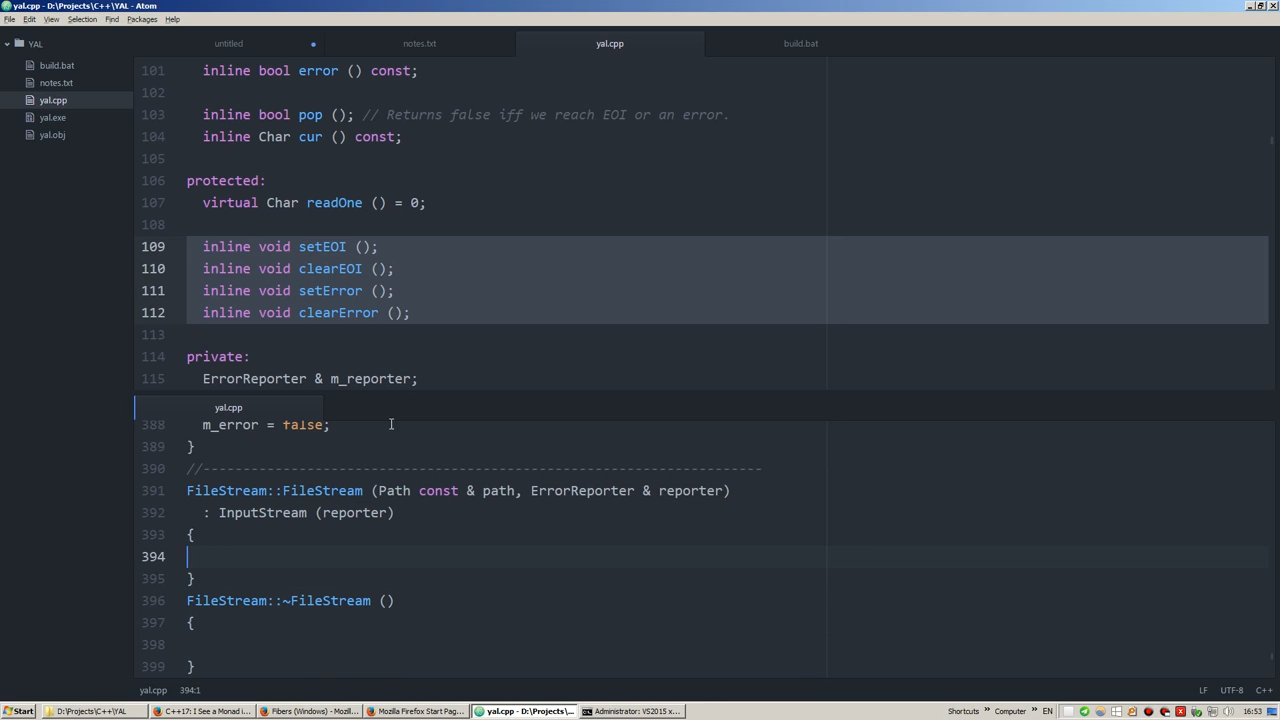 yal.cpp - D:\Projects\C++\YAL - Atom
File Edit View Selection Find Packages Help
YAL
build.bat
notes.txt
yal.cpp
yal.exe
yal.obj
untitled notes.txt yal.cpp build.bat
101 inline bool error () const;
102
103 inline bool pop (); // Returns false iff we reach EOI or an error.
104 inline Char cur () const;
105
106 protected:
107 virtual Char readOne () = 0;
108
109 inline void setEOI ();
110 inline void clearEOI ();
111 inline void setError ();
112 inline void clearError ();
113
114 private:
115 ErrorReporter & m_reporter;
yal.cpp
388 m_error = false;
389 }
390 //----------------------------------------------------------------------
391 FileStream::FileStream (Path const & path, ErrorReporter & reporter)
392 : InputStream (reporter)
393 {
394
395 }
396 FileStream::~FileStream ()
397 {
398
399 }
yal.cpp 394:1 LF UTF-8 C++
Start D:\Projects\C++\YAL C++17: I See a Monad i... Fibers (Windows) - Mozil... Mozilla Firefox Start Pag... yal.cpp - D:\Projects\... Administrator: VS2015 x... Shortcuts » Computer » EN 16:53